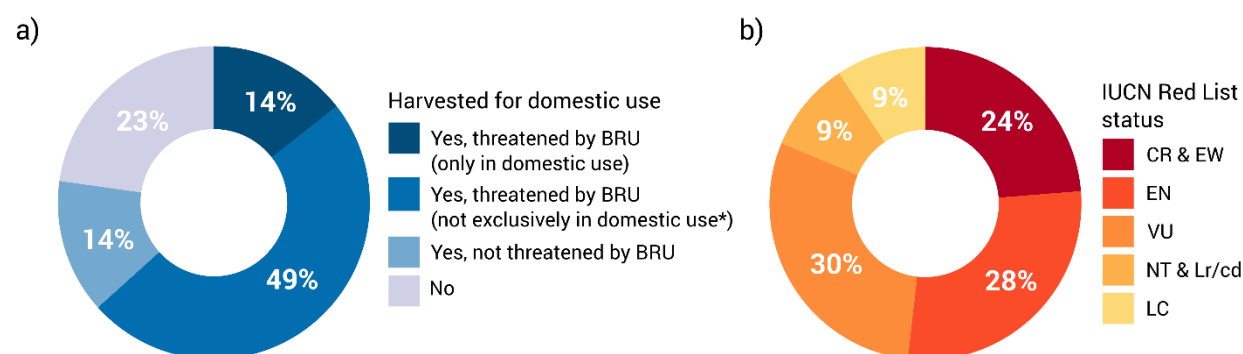 a)
14%
49%
14%
23%
Harvested for domestic use
Yes, threatened by BRU
(only in domestic use)
Yes, threatened by BRU
(not exclusively in domestic use*)
Yes, not threatened by BRU
No
b)
24%
28%
30%
9%
9%
IUCN Red List
status
CR & EW
EN
VU
NT & Lr/cd
LC